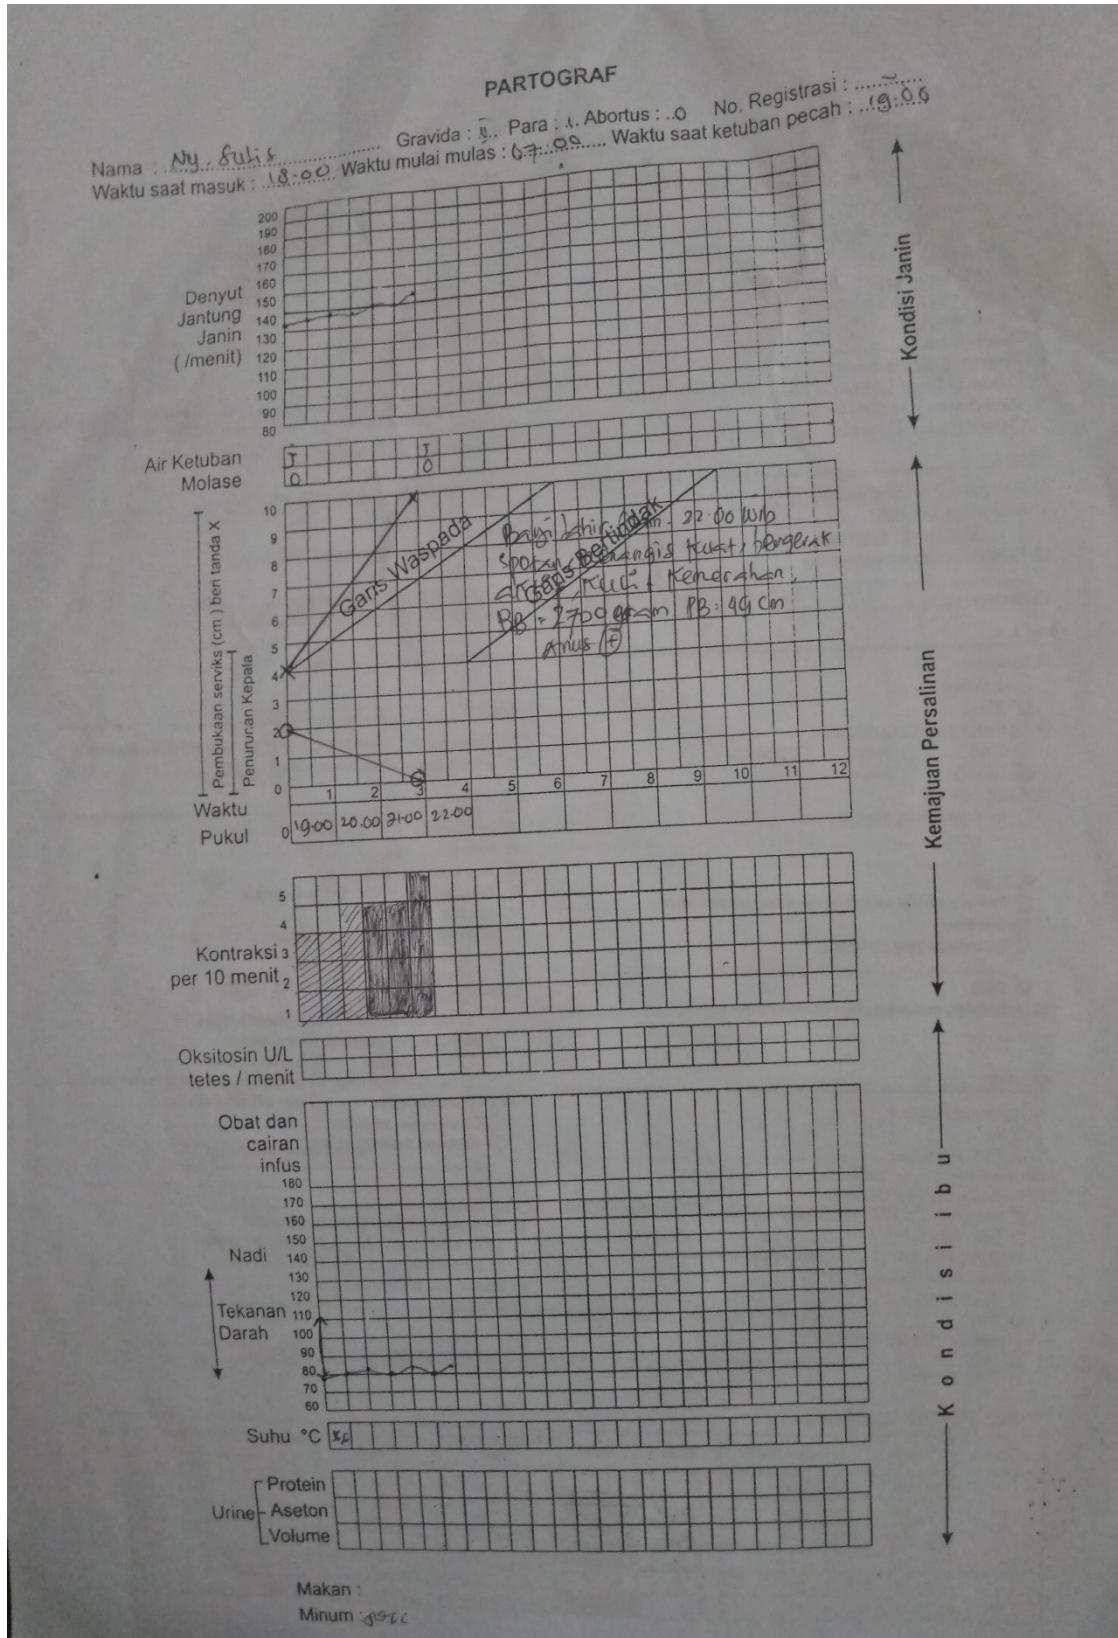 PARTOGRAF
Nama : Ny. Sulis Gravida : II Para : 1 Abortus : 0 No. Registrasi : -
Waktu saat masuk : 18.00 Waktu mulai mulas : 07.00 Waktu saat ketuban pecah : 19.00
200
190
180
170
160
150
140
130
120
110
100
90
80
Denyut
Jantung
Janin
( /menit)
Kondisi Janin
Air Ketuban
Molase
J J
0 0
Pembukaan serviks (cm ) beri tanda X
Penurunan Kepala
10
9
8
7
6
5
4
3
2
1
0
Garis Waspada
Garis Bertindak
Bayi lahir 22.00 wib
menangis kuat, bergerak
kulit kemerahan,
BB = 2700 gram PB: 49 cm
Anus (+)
Kemajuan Persalinan
Waktu 1 2 3 4 5 6 7 8 9 10 11 12
Pukul 0 19.00 20.00 21.00 22.00
Kontraksi
per 10 menit
5
4
3
2
1
Oksitosin U/L
tetes / menit
Obat dan
cairan
infus
180
170
160
150
140
130
120
110
100
90
80
70
60
Nadi
Tekanan
Darah
Kondisi ibu
Suhu °C
Urine
Protein
Aseton
Volume
Makan :
Minum :